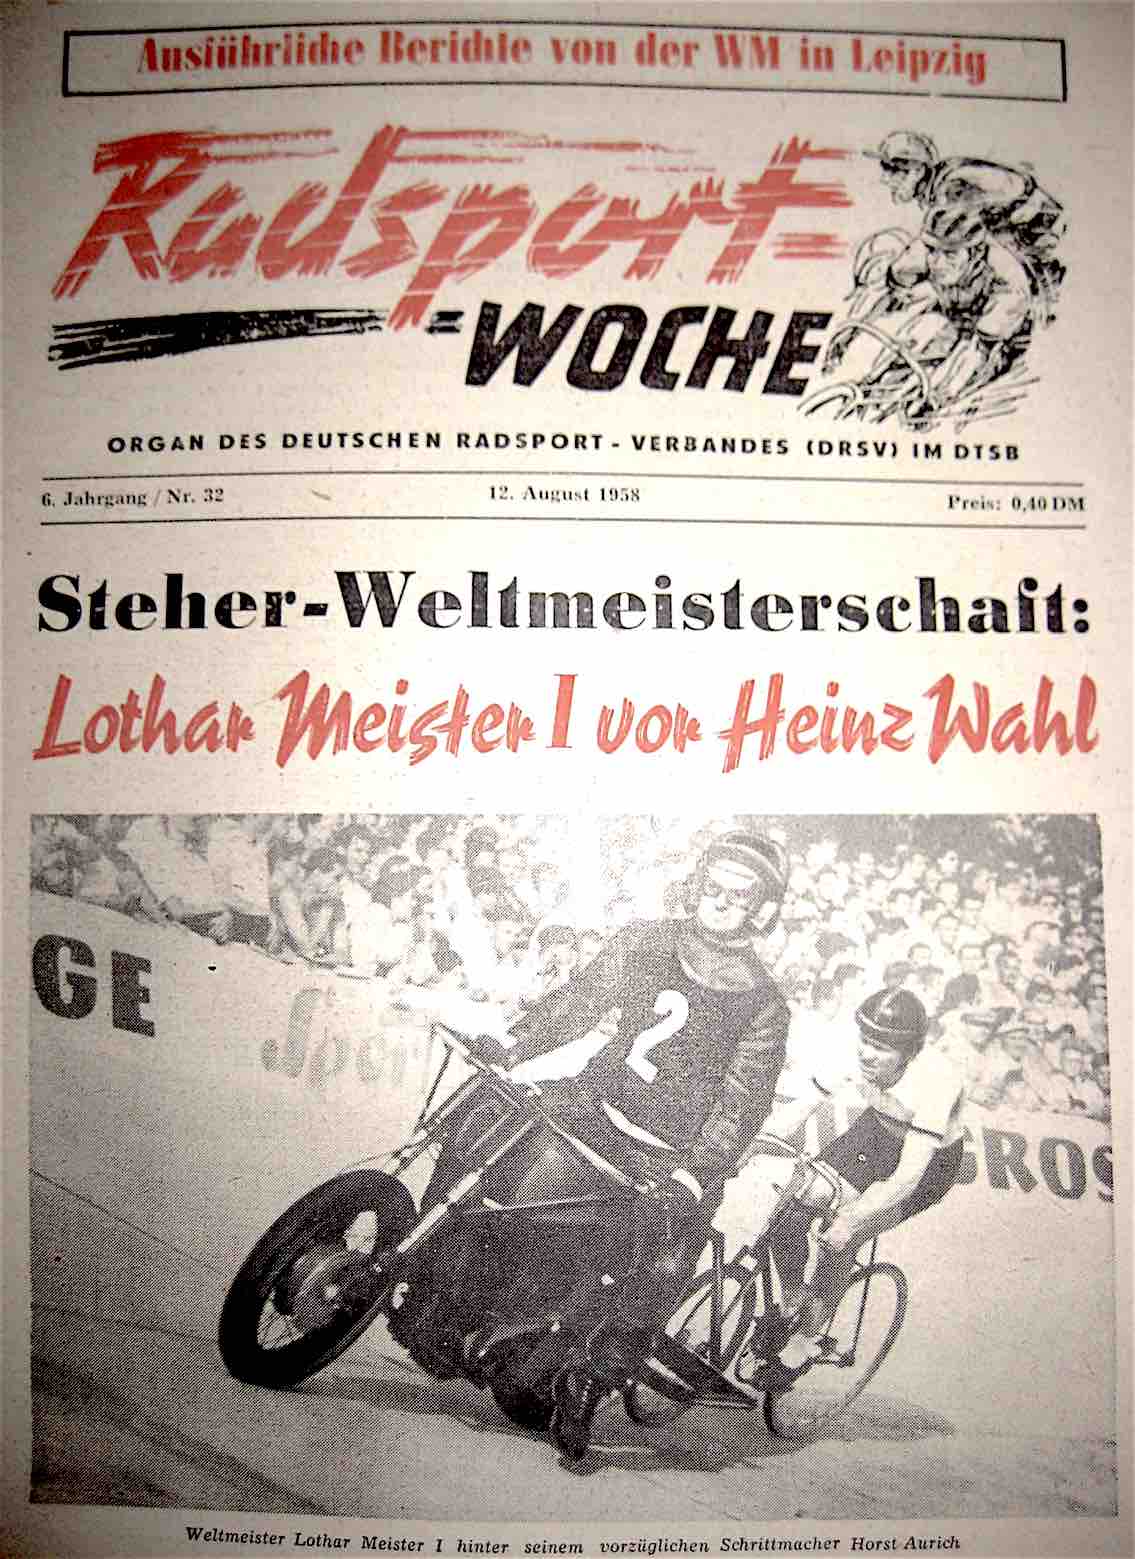 Ausführliche Berichte von der WM in Leipzig
Radsport=
=WOCHE
ORGAN DES DEUTSCHEN RADSPORT-VERBANDES (DRSV) IM DTSB
6. Jahrgang / Nr. 32 12. August 1958 Preis: 0,40 DM
Steher-Weltmeisterschaft:
Lothar Meister I vor Heinz Wahl
GE
2
GROS
Weltmeister Lothar Meister I hinter seinem vorzüglichen Schrittmacher Horst Aurich